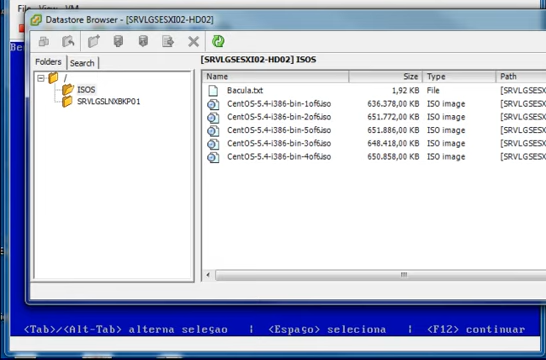 File View VM
Datastore Browser - [SRVLGSESXI02-HD02]
Folders Search
[SRVLGSESXI02-HD02] ISOS
/
ISOS
SRVLGSLNXBKP01
Name Size Type Path
Bacula.txt 1,92 KB File [SRVLGSESX
CentOS-5.4-i386-bin-1of6.iso 636.378,00 KB ISO image [SRVLGSESX
CentOS-5.4-i386-bin-2of6.iso 651.772,00 KB ISO image [SRVLGSESX
CentOS-5.4-i386-bin-5of6.iso 651.886,00 KB ISO image [SRVLGSESX
CentOS-5.4-i386-bin-3of6.iso 648.418,00 KB ISO image [SRVLGSESX
CentOS-5.4-i386-bin-4of6.iso 650.858,00 KB ISO image [SRVLGSESX
<Tab>/<Alt-Tab> alterna selegao | <Espago> seleciona | <F12> continuar